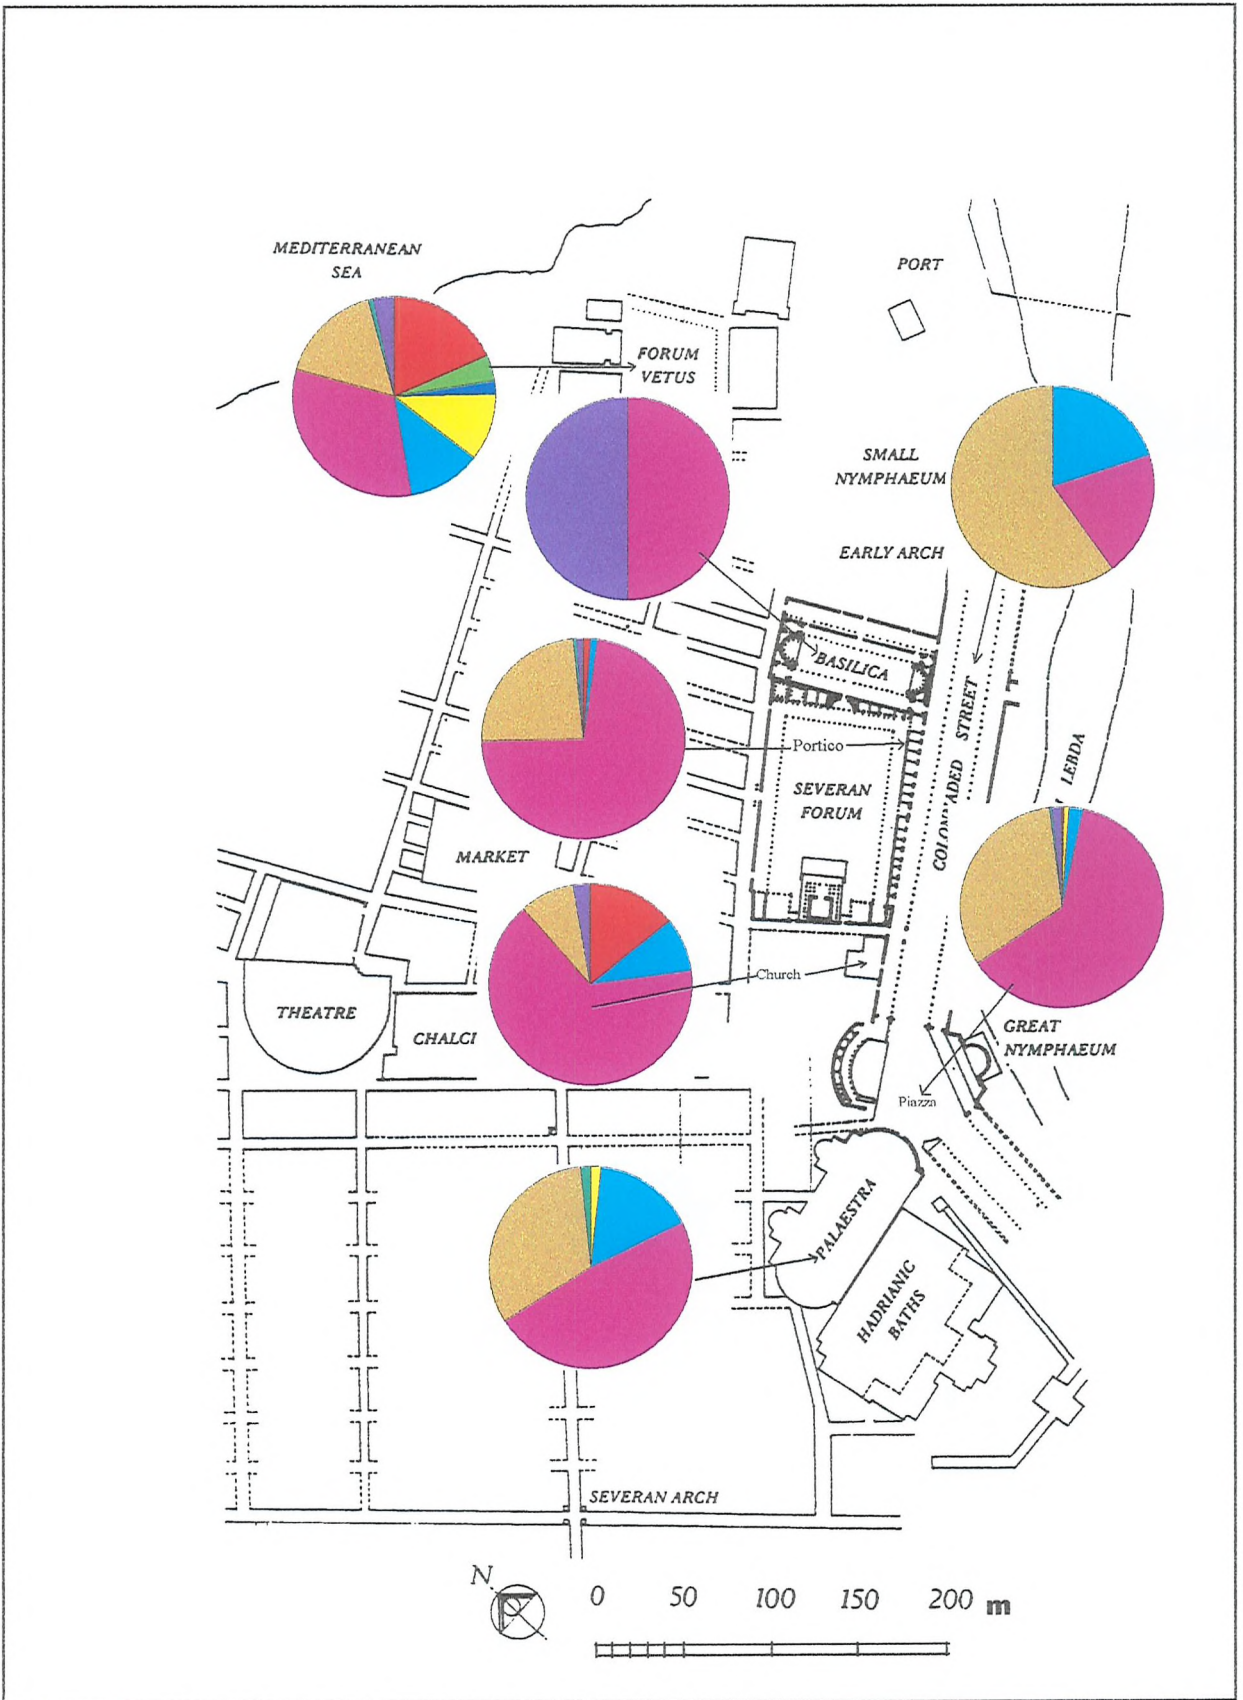 MEDITERRANEAN
SEA
PORT
FORUM
VETUS
SMALL
NYMPHAEUM
EARLY ARCH
BASILICA
COLONNADED STREET
LEBDA
Portico
SEVERAN
FORUM
MARKET
Church
THEATRE
CHALCI
GREAT
NYMPHAEUM
Piazza
PALAESTRA
HADRIANIC
BATHS
SEVERAN ARCH
N
0 50 100 150 200 m